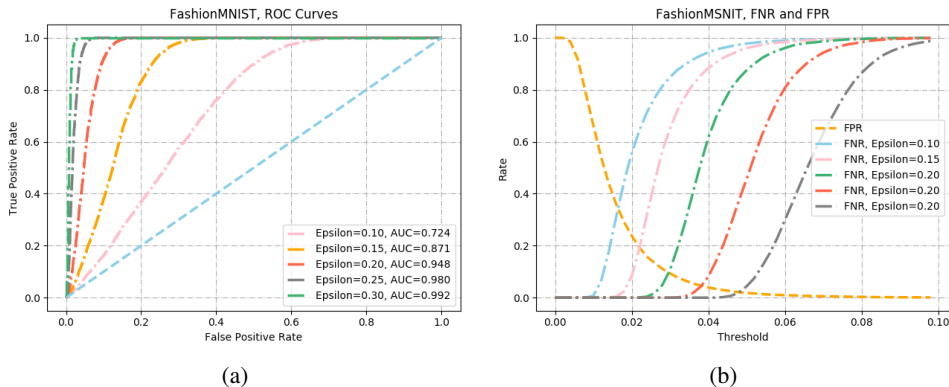 FashionMNIST, ROC Curves
1.0
0.8
0.6
0.4
0.2
0.0
True Positive Rate
0.0 0.2 0.4 0.6 0.8 1.0
False Positive Rate
Epsilon=0.10, AUC=0.724
Epsilon=0.15, AUC=0.871
Epsilon=0.20, AUC=0.948
Epsilon=0.25, AUC=0.980
Epsilon=0.30, AUC=0.992
(a)
FashionMSNIT, FNR and FPR
1.0
0.8
0.6
0.4
0.2
0.0
Rate
0.00 0.02 0.04 0.06 0.08 0.10
Threshold
FPR
FNR, Epsilon=0.10
FNR, Epsilon=0.15
FNR, Epsilon=0.20
FNR, Epsilon=0.20
FNR, Epsilon=0.20
(b)